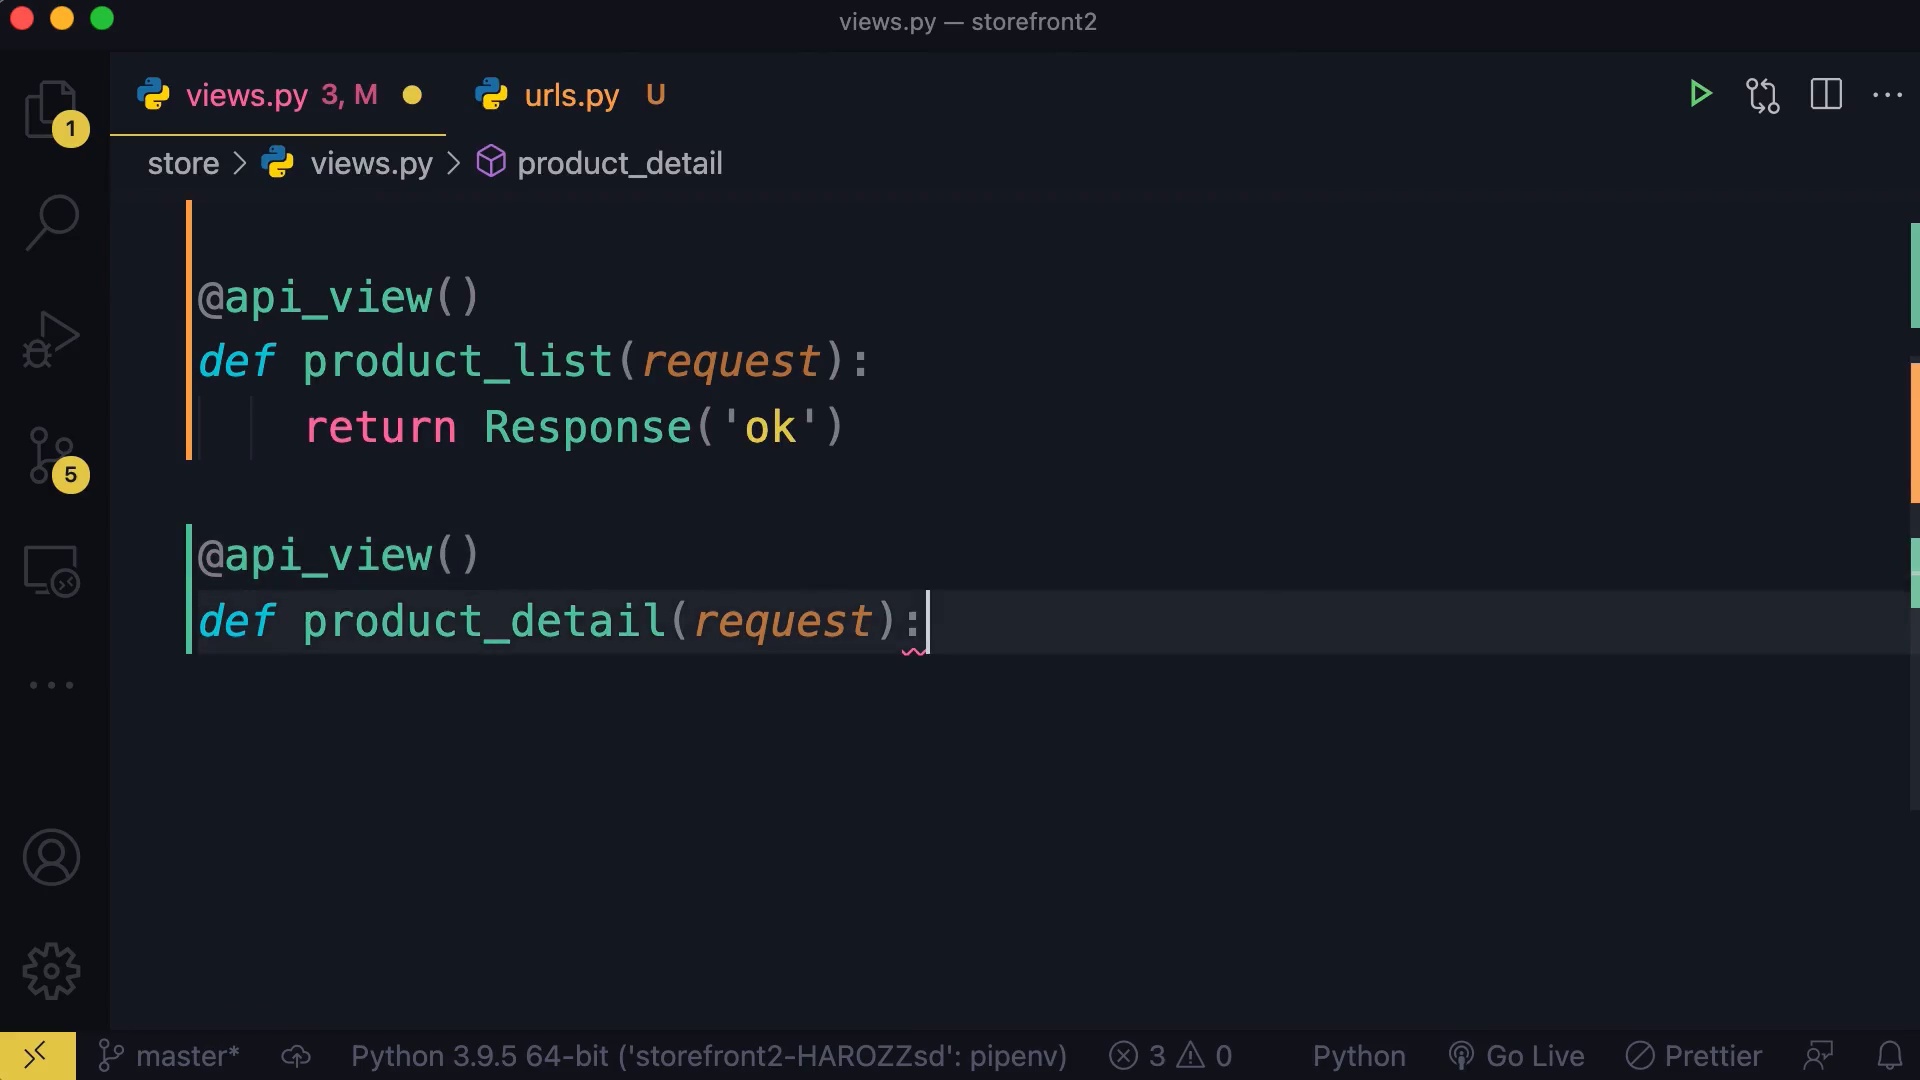 views.py — storefront2
views.py 3, M
urls.py U
store > views.py > product_detail
1
@api_view()
def product_list(request):
    return Response('ok')
5
@api_view()
def product_detail(request):
master*
Python 3.9.5 64-bit ('storefront2-HAROZZsd': pipenv)
3
0
Python
Go Live
Prettier